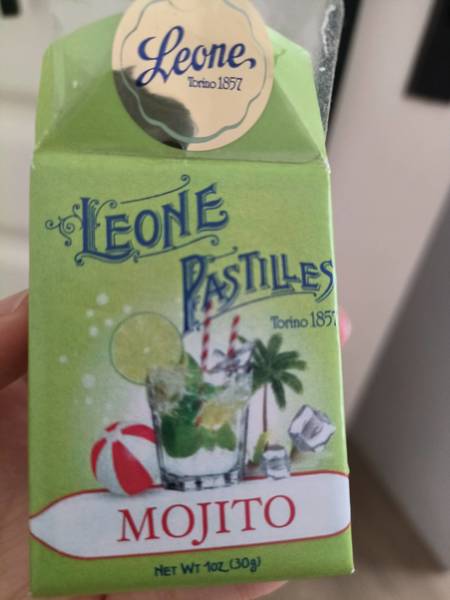 Leone
Torino 1857
LEONE
PASTILLES
Torino 1857
MOJITO
NET WT 1oz (30g)